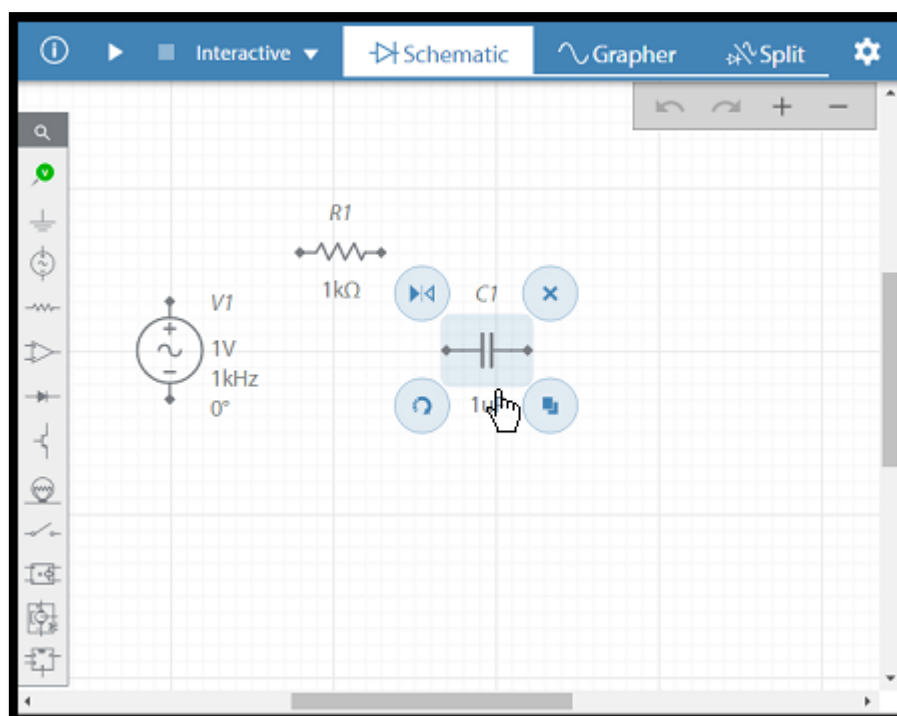 Interactive
Schematic
Grapher
Split
R1
1kΩ
V1
1V
1kHz
0°
C1
V